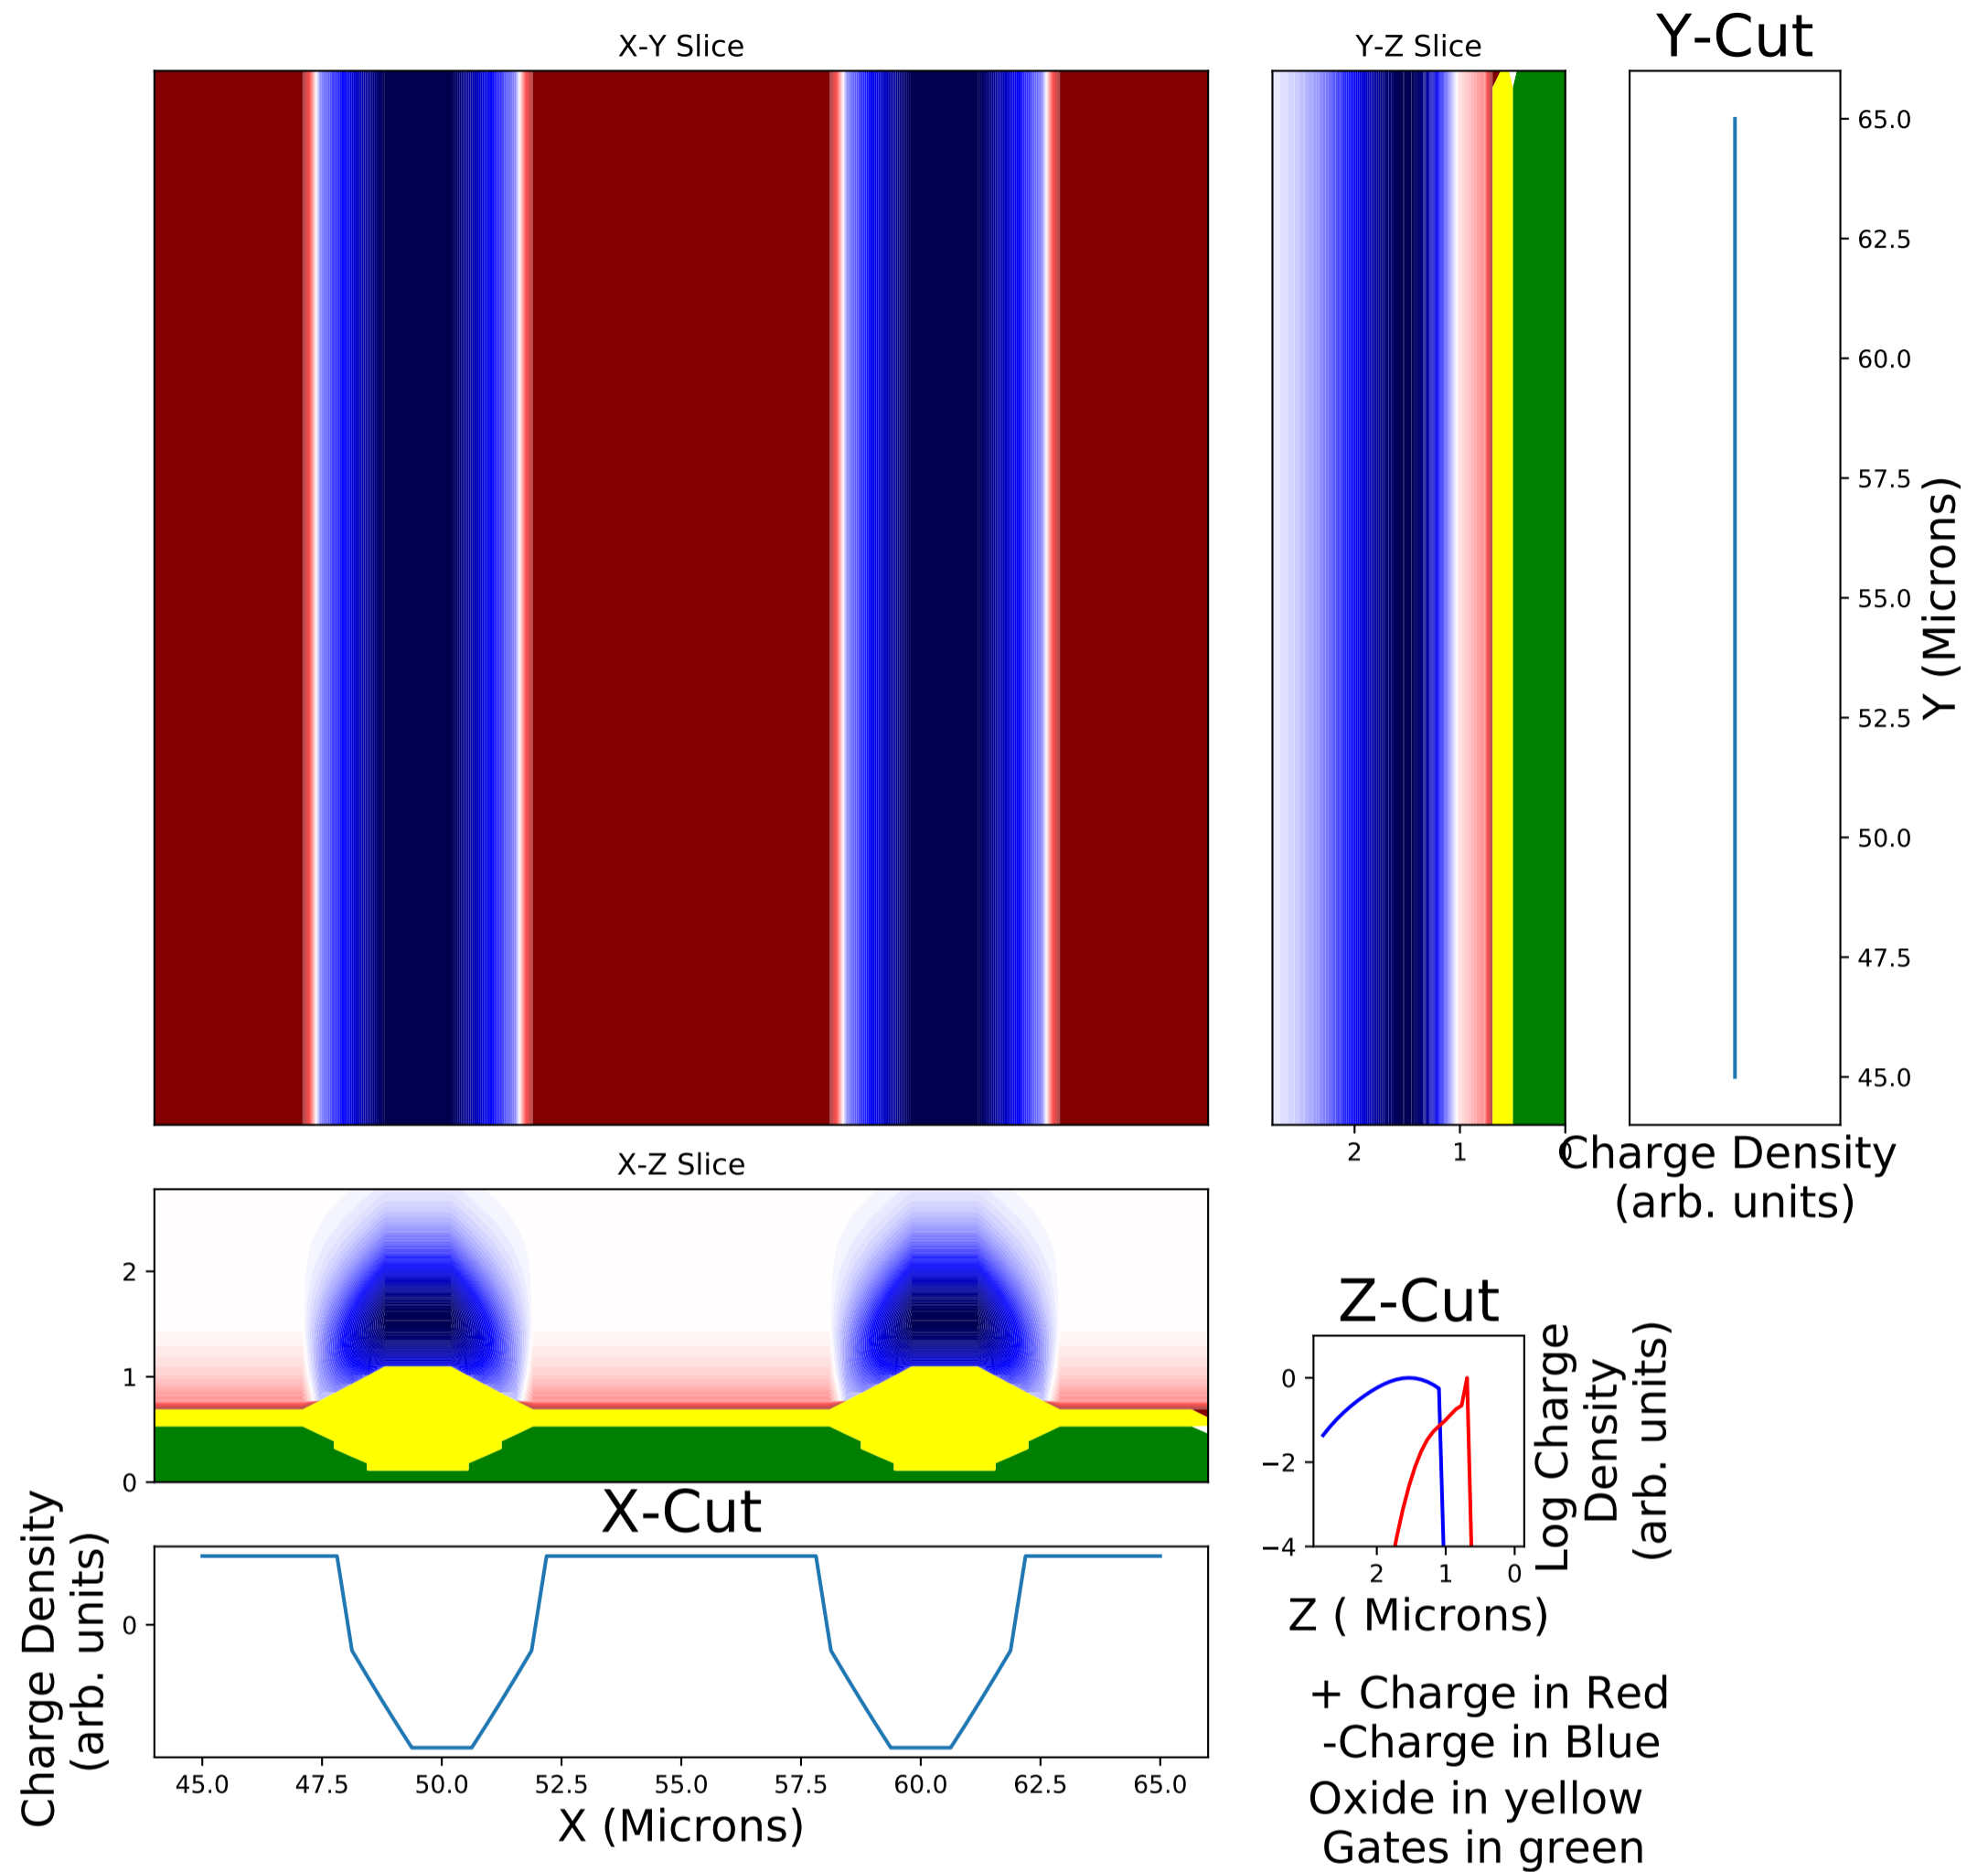 X-Y Slice
Y-Z Slice
Y-Cut
65.0
62.5
60.0
57.5
55.0
52.5
50.0
47.5
45.0
Y (Microns)
2 1 0
Charge Density
(arb. units)
X-Z Slice
2
1
0
X-Cut
Charge Density
(arb. units)
0
45.0 47.5 50.0 52.5 55.0 57.5 60.0 62.5 65.0
X (Microns)
Z-Cut
0
−2
−4
2 1 0
Z ( Microns)
Log Charge
Density
(arb. units)
+ Charge in Red
-Charge in Blue
Oxide in yellow
Gates in green